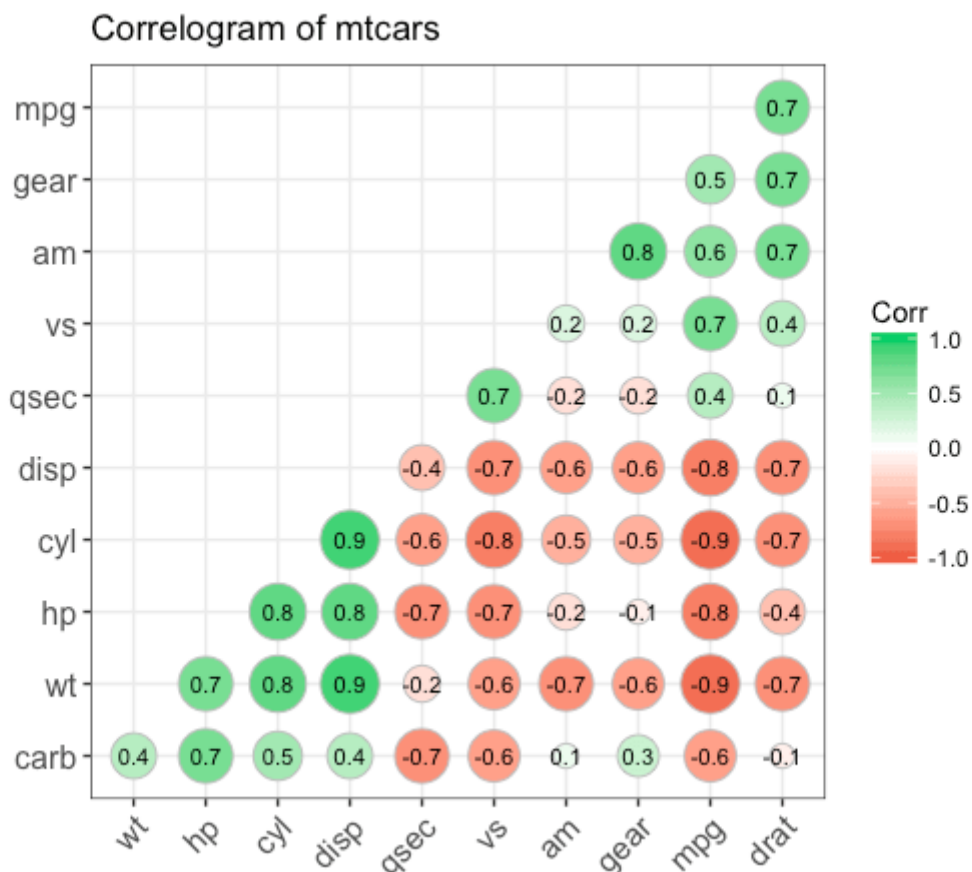 Correlogram of mtcars
mpg 0.7
gear 0.5 0.7
am 0.8 0.6 0.7
vs 0.2 0.2 0.7 0.4
qsec 0.7 -0.2 -0.2 0.4 0.1
disp -0.4 -0.7 -0.6 -0.6 -0.8 -0.7
cyl 0.9 -0.6 -0.8 -0.5 -0.5 -0.9 -0.7
hp 0.8 0.8 -0.7 -0.7 -0.2 -0.1 -0.8 -0.4
wt 0.7 0.8 0.9 -0.2 -0.6 -0.7 -0.6 -0.9 -0.7
carb 0.4 0.7 0.5 0.4 -0.7 -0.6 0.1 0.3 -0.6 -0.1
wt hp cyl disp qsec vs am gear mpg drat
Corr
1.0
0.5
0.0
-0.5
-1.0